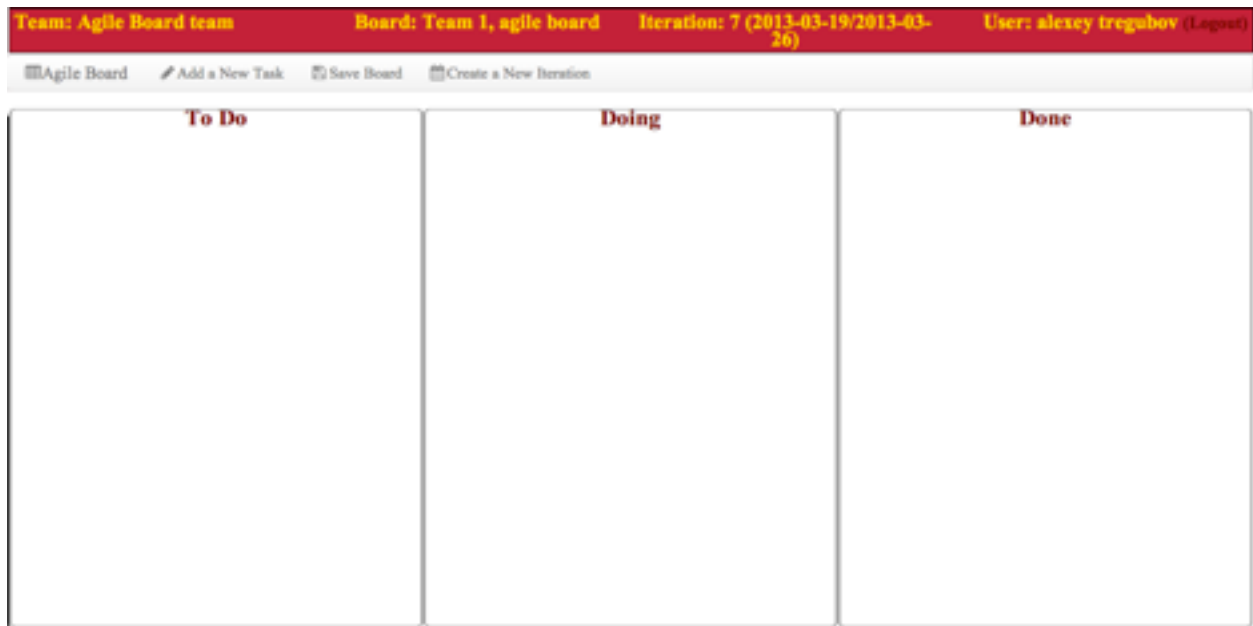 Team: Agile Board team Board: Team 1, agile board Iteration: 7 (2013-03-19/2013-03-26) User: alexey tregubov (Logout)
Agile Board Add a New Task Save Board Create a New Iteration
To Do Doing Done